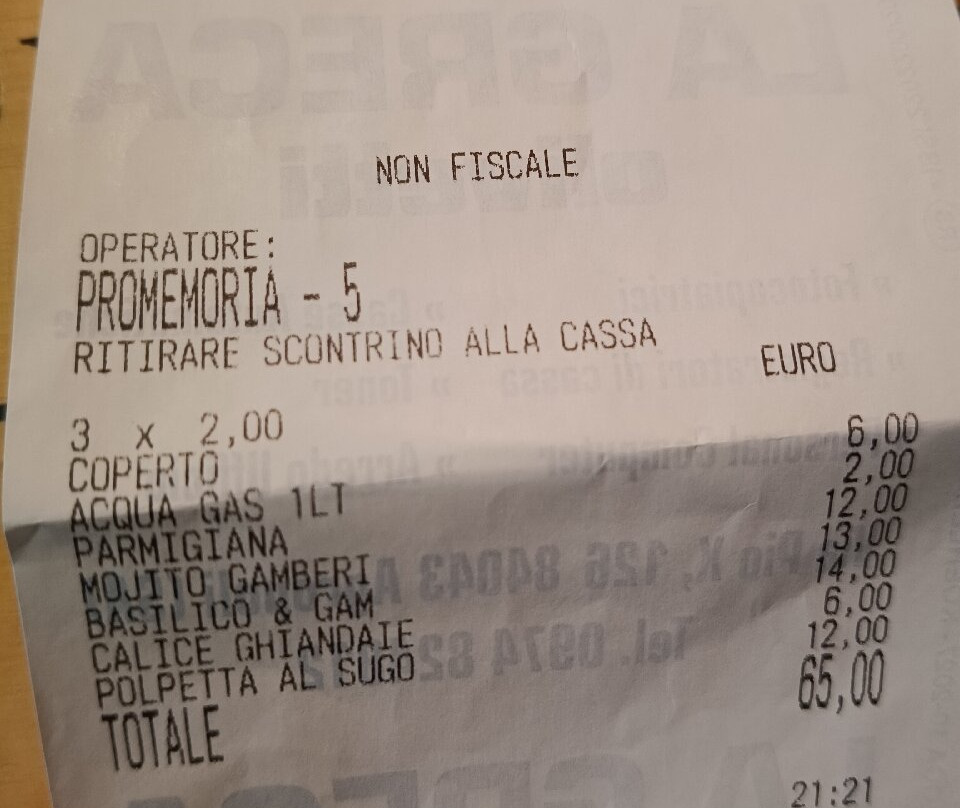 NON FISCALE
OPERATORE:
PROMEMORIA - 5
RITIRARE SCONTRINO ALLA CASSA
EURO
3 x 2,00
COPERTO 6,00
ACQUA GAS 1LT 2,00
PARMIGIANA 12,00
MOJITO GAMBERI 13,00
BASILICO & GAM 14,00
CALICE GHIANDAIE 6,00
POLPETTA AL SUGO 12,00
TOTALE 65,00
21:21